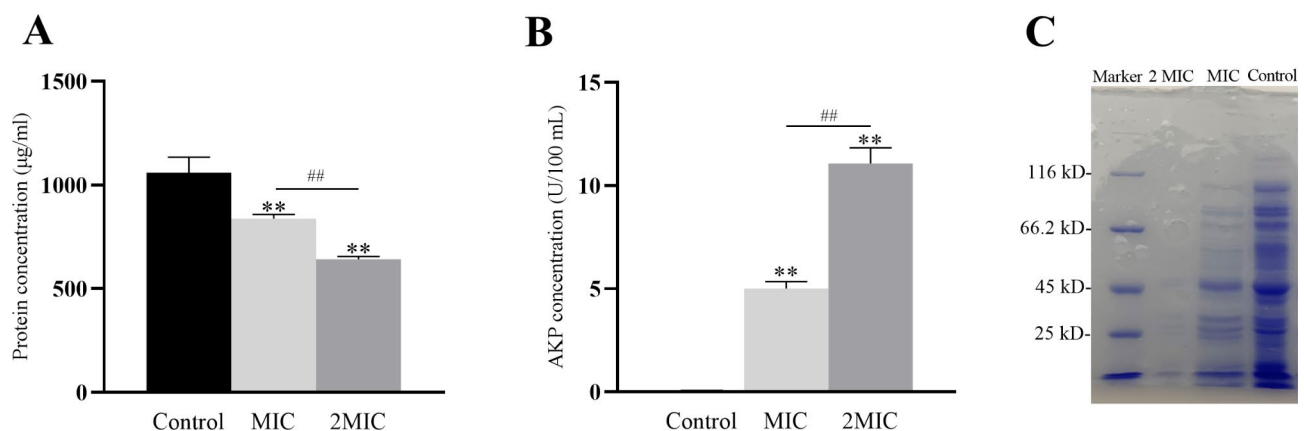 A
Protein concentration (μg/ml)
1500
1000
500
0
##
**
**
Control MIC 2MIC
B
AKP concentration (U/100 mL)
15
10
5
0
##
**
**
Control MIC 2MIC
C
Marker 2 MIC MIC Control
116 kD-
66.2 kD-
45 kD-
25 kD-